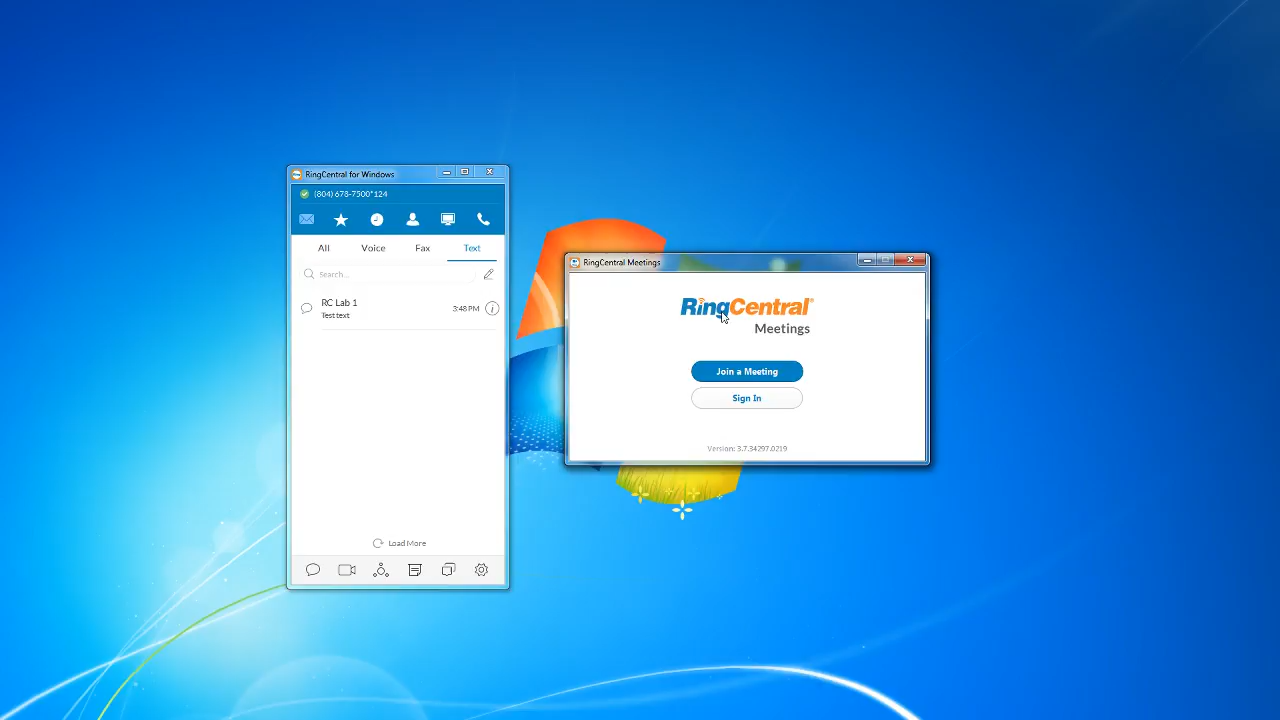 RingCentral for Windows
(804) 678-7500*124
All Voice Fax Text
Search...
RC Lab 1
Test text
3:48 PM
Load More
RingCentral Meetings
RingCentral®
Meetings
Join a Meeting
Sign In
Version: 3.7.34297.0219